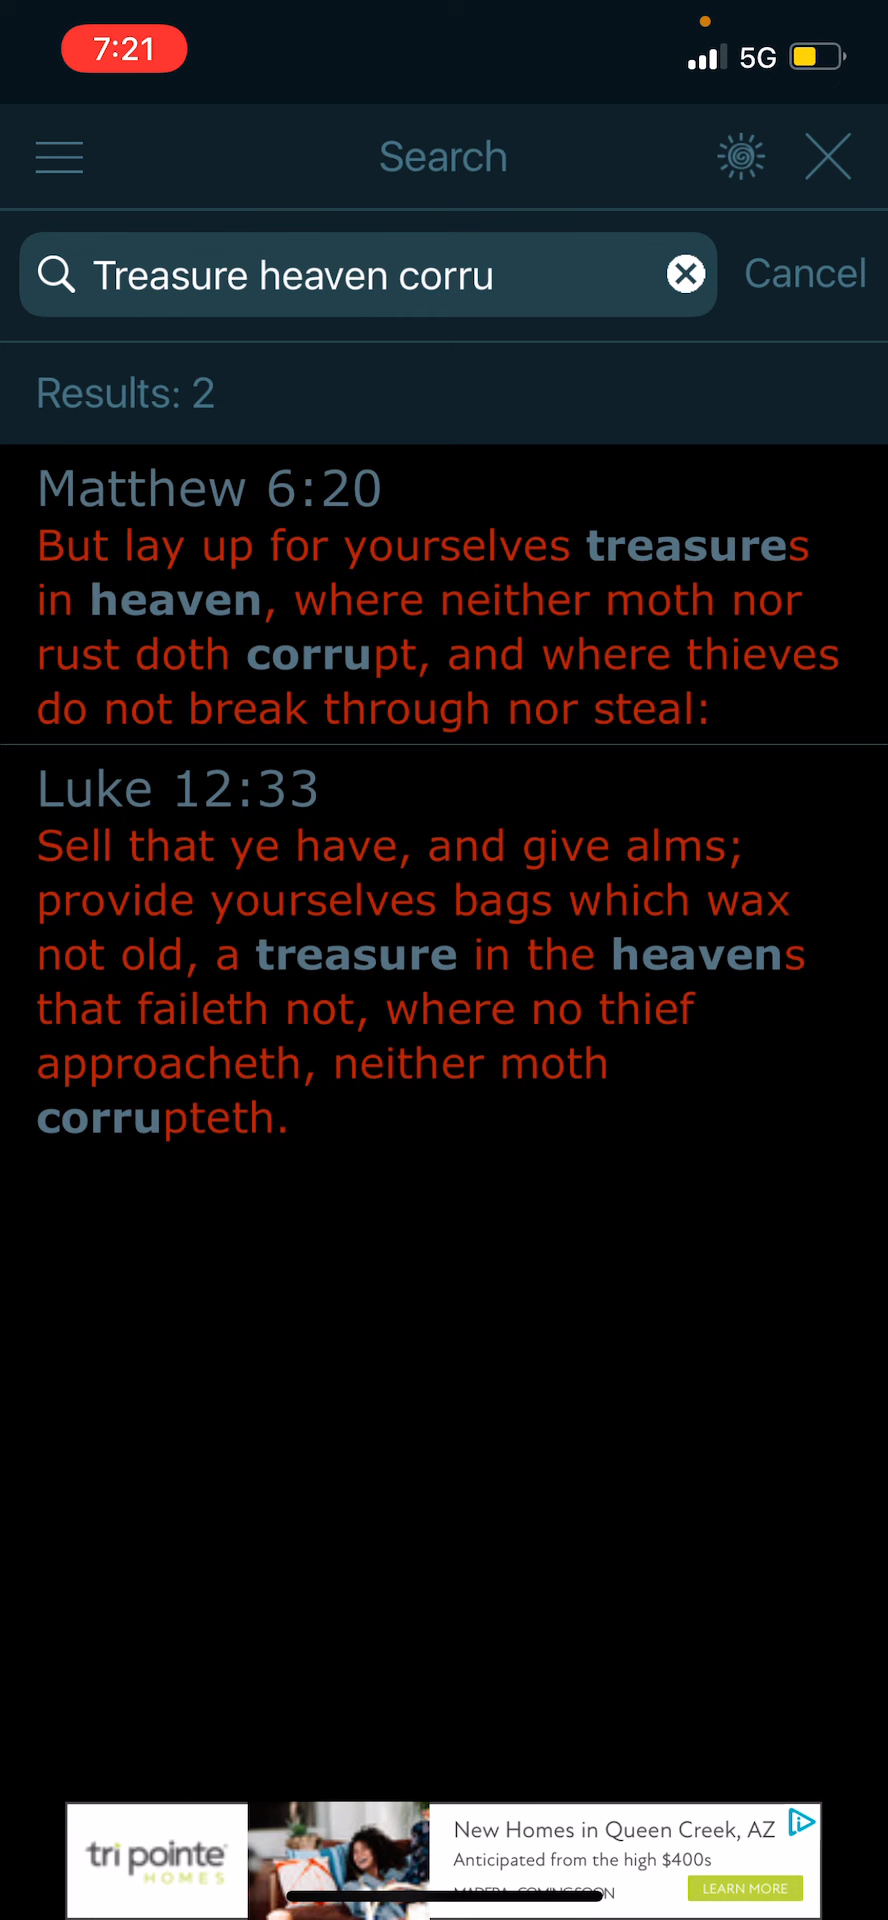 7:21
5G
Search
Treasure heaven corru
Cancel
Results: 2
Matthew 6:20
But lay up for yourselves treasures
in heaven, where neither moth nor
rust doth corrupt, and where thieves
do not break through nor steal:
Luke 12:33
Sell that ye have, and give alms;
provide yourselves bags which wax
not old, a treasure in the heavens
that faileth not, where no thief
approacheth, neither moth
corrupteth.
tri pointe
HOMES
New Homes in Queen Creek, AZ
Anticipated from the high $400s
LEARN MORE